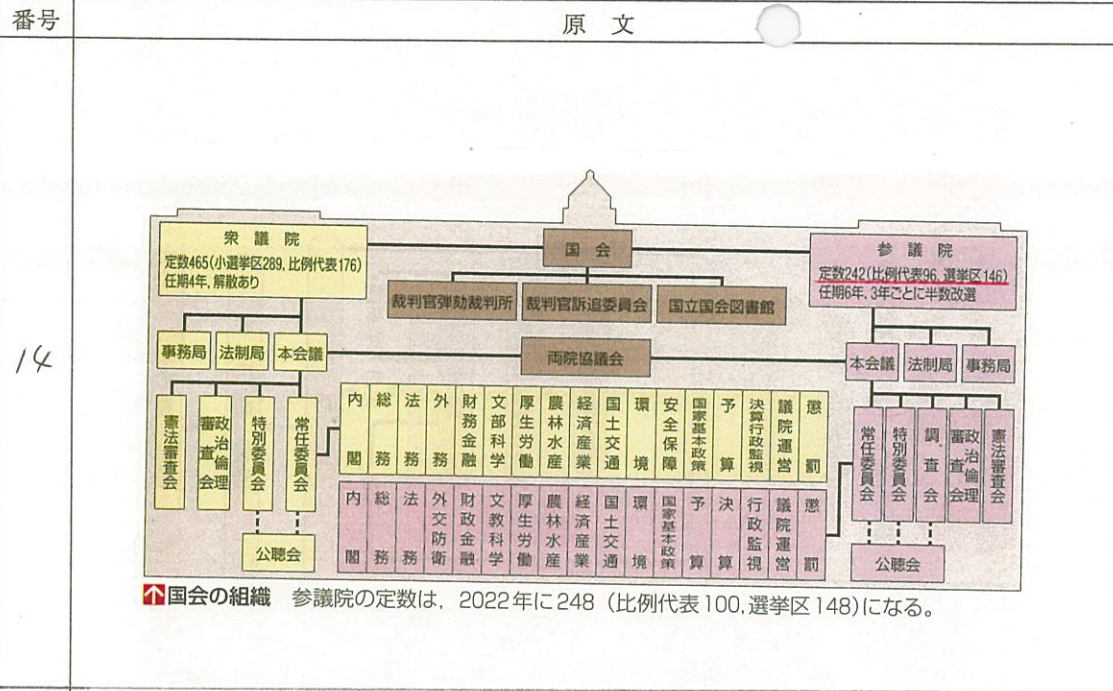 番号
原文
14
衆議院
定数465(小選挙区289,比例代表176)
任期4年,解散あり
国会
参議院
定数242(比例代表96,選挙区146)
任期6年,3年ごとに半数改選
裁判官弾劾裁判所
裁判官訴追委員会
国立国会図書館
事務局
法制局
本会議
両院協議会
本会議
法制局
事務局
憲法審査会
政治倫理審査会
特別委員会
常任委員会
内閣
総務
法務
外務
財務金融
文部科学
厚生労働
農林水産
経済産業
国土交通
環境
安全保障
国家基本政策
予算
決算行政監視
議院運営
懲罰
内閣
総務
法務
外交防衛
財政金融
文教科学
厚生労働
農林水産
経済産業
国土交通
環境
国家基本政策
予算
決算
行政監視
議院運営
懲罰
常任委員会
特別委員会
調査会
政治倫理審査会
憲法審査会
公聴会
公聴会
国会の組織 参議院の定数は,2022年に248(比例代表100,選挙区148)になる。